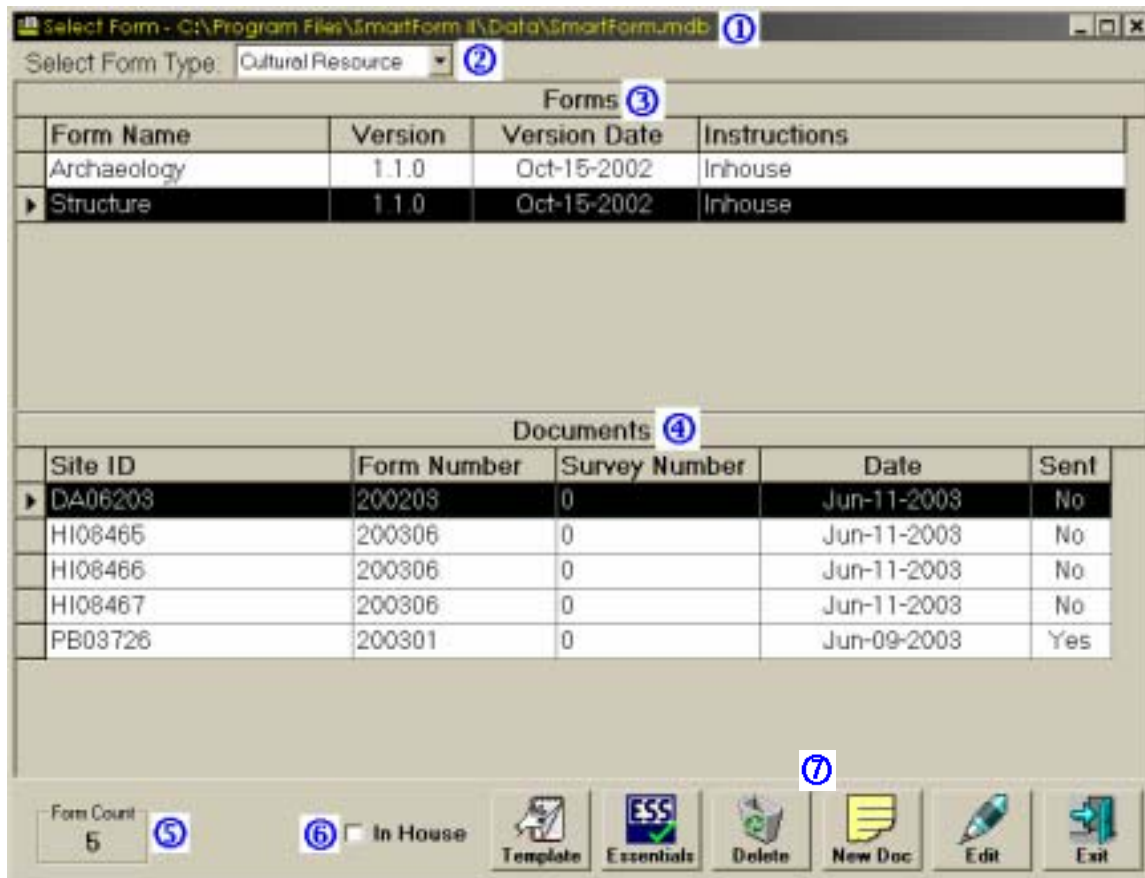 Select Form - C:\Program Files\SmartForm II\Data\SmartForm.mdb ①
Select Form Type: Cultural Resource ②
Forms ③
Form Name Version Version Date Instructions
Archaeology 1.1.0 Oct-15-2002 Inhouse
Structure 1.1.0 Oct-15-2002 Inhouse
Documents ④
Site ID Form Number Survey Number Date Sent
DA06203 200203 0 Jun-11-2003 No
HI08465 200306 0 Jun-11-2003 No
HI08466 200306 0 Jun-11-2003 No
HI08467 200306 0 Jun-11-2003 No
PB03726 200301 0 Jun-09-2003 Yes
⑦
Form Count
5 ⑤
⑥ In House
ESS
Template Essentials Delete New Doc Edit Exit